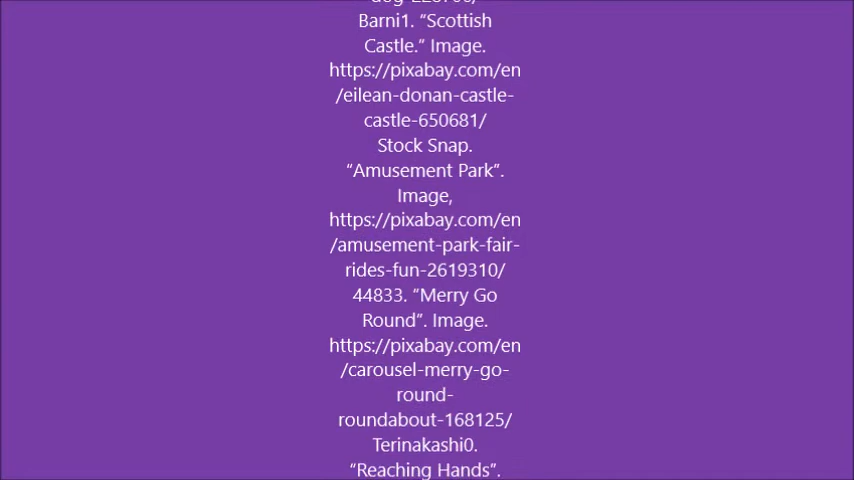 Barni1. “Scottish
Castle.” Image.
https://pixabay.com/en
/eilean-donan-castle-
castle-650681/
Stock Snap.
“Amusement Park”.
Image,
https://pixabay.com/en
/amusement-park-fair-
rides-fun-2619310/
44833. “Merry Go
Round”. Image.
https://pixabay.com/en
/carousel-merry-go-
round-
roundabout-168125/
Terinakashi0.
“Reaching Hands”.